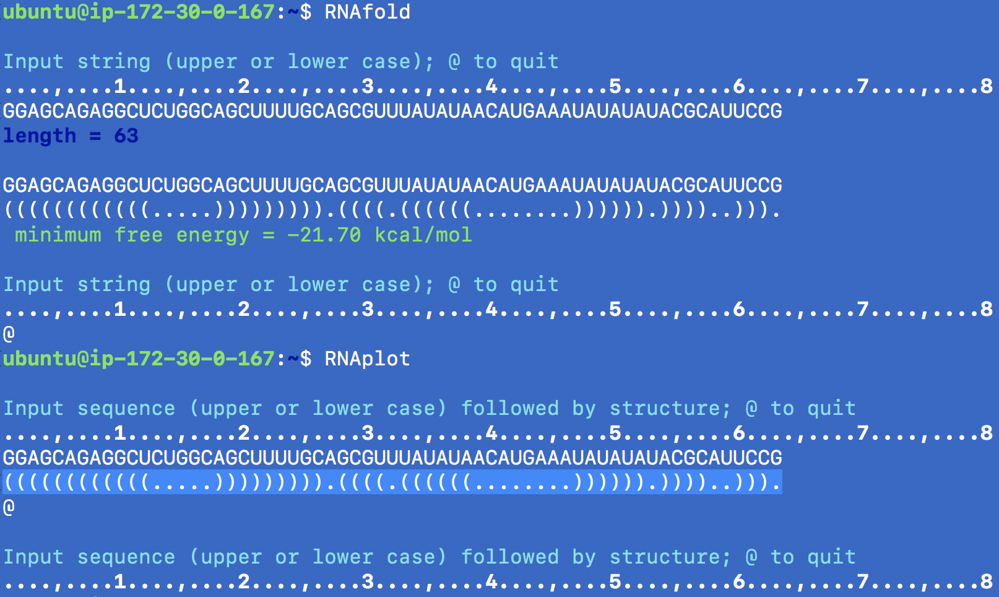 ubuntu@ip-172-30-0-167:~$ RNAfold
Input string (upper or lower case); @ to quit
....,....1....,....2....,....3....,....4....,....5....,....6....,....7....,....8
GGAGCAGAGGCUCUGGCAGCUUUUGCAGCGUUUAUAUAACAUGAAAUAUAUAUACGCAUUCCG
length = 63
GGAGCAGAGGCUCUGGCAGCUUUUGCAGCGUUUAUAUAACAUGAAAUAUAUAUACGCAUUCCG
((((((((((((.....))))))))).((((.((((((........)))))).))))..))).
minimum free energy = -21.70 kcal/mol
Input string (upper or lower case); @ to quit
....,....1....,....2....,....3....,....4....,....5....,....6....,....7....,....8
@
ubuntu@ip-172-30-0-167:~$ RNAplot
Input sequence (upper or lower case) followed by structure; @ to quit
....,....1....,....2....,....3....,....4....,....5....,....6....,....7....,....8
GGAGCAGAGGCUCUGGCAGCUUUUGCAGCGUUUAUAUAACAUGAAAUAUAUAUACGCAUUCCG
((((((((((((.....))))))))).((((.((((((........)))))).))))..))).
@
Input sequence (upper or lower case) followed by structure; @ to quit
....,....1....,....2....,....3....,....4....,....5....,....6....,....7....,....8